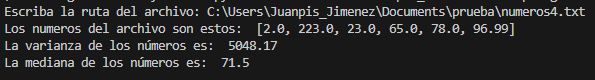 Escriba la ruta del archivo: C:\Users\Juanpis_Jimenez\Documents\prueba\numeros4.txt
Los numeros del archivo son estos:  [2.0, 223.0, 23.0, 65.0, 78.0, 96.99]
La varianza de los números es:  5048.17
La mediana de los números es:  71.5